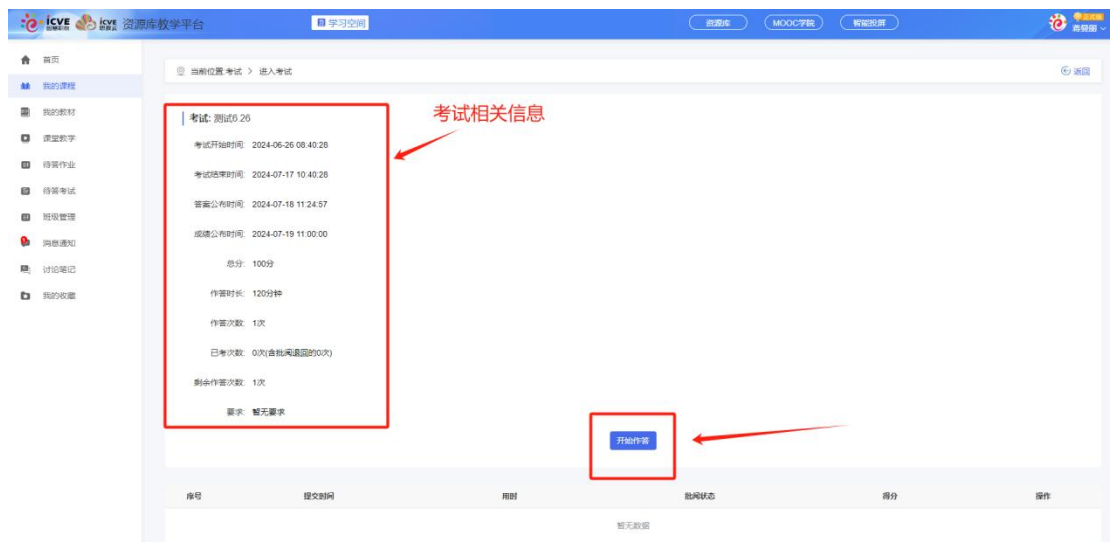 icve 智慧职教 icve 职教云 资源库教学平台
学习空间
资源库
MOOC学院
智能投屏
正式版
首页
当前位置:考试 > 进入考试
返回
我的课程
我的教材
课堂教学
待答作业
待答考试
班级管理
消息通知
讨论笔记
我的收藏
考试: 测试6.26
考试相关信息
考试开始时间: 2024-06-26 08:40:28
考试结束时间: 2024-07-17 10:40:28
答案公布时间: 2024-07-18 11:24:57
成绩公布时间: 2024-07-19 11:00:00
总分: 100分
作答时长: 120分钟
作答次数: 1次
已考次数: 0次(含批阅退回的0次)
剩余作答次数: 1次
要求: 暂无要求
开始作答
序号 提交时间 用时 批阅状态 得分 操作
暂无数据